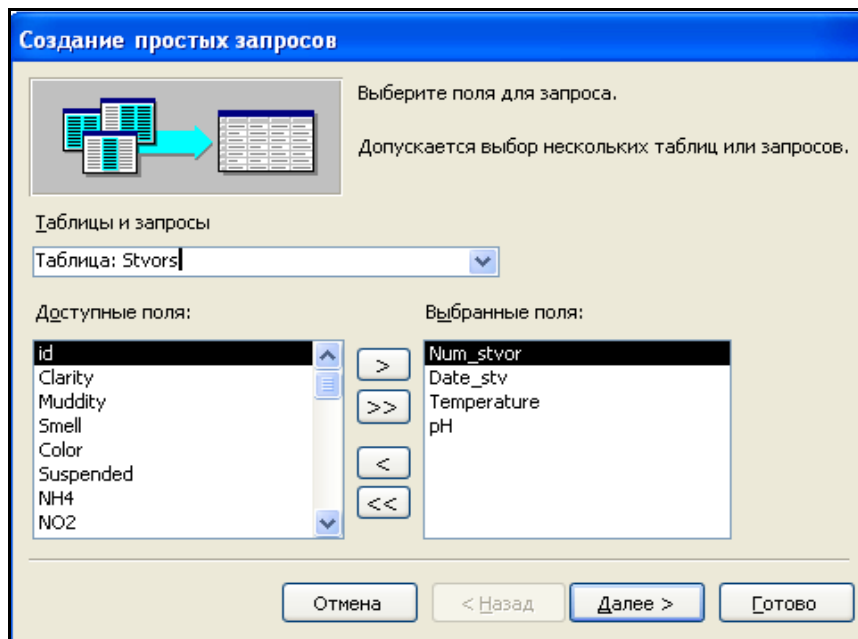 Создание простых запросов
Выберите поля для запроса.
Допускается выбор нескольких таблиц или запросов.
Таблицы и запросы
Таблица: Stvors
Доступные поля:
Выбранные поля:
id
Clarity
Muddity
Smell
Color
Suspended
NH4
NO2
>
>>
<
<<
Num_stvor
Date_stv
Temperature
pH
Отмена
< Назад
Далее >
Готово